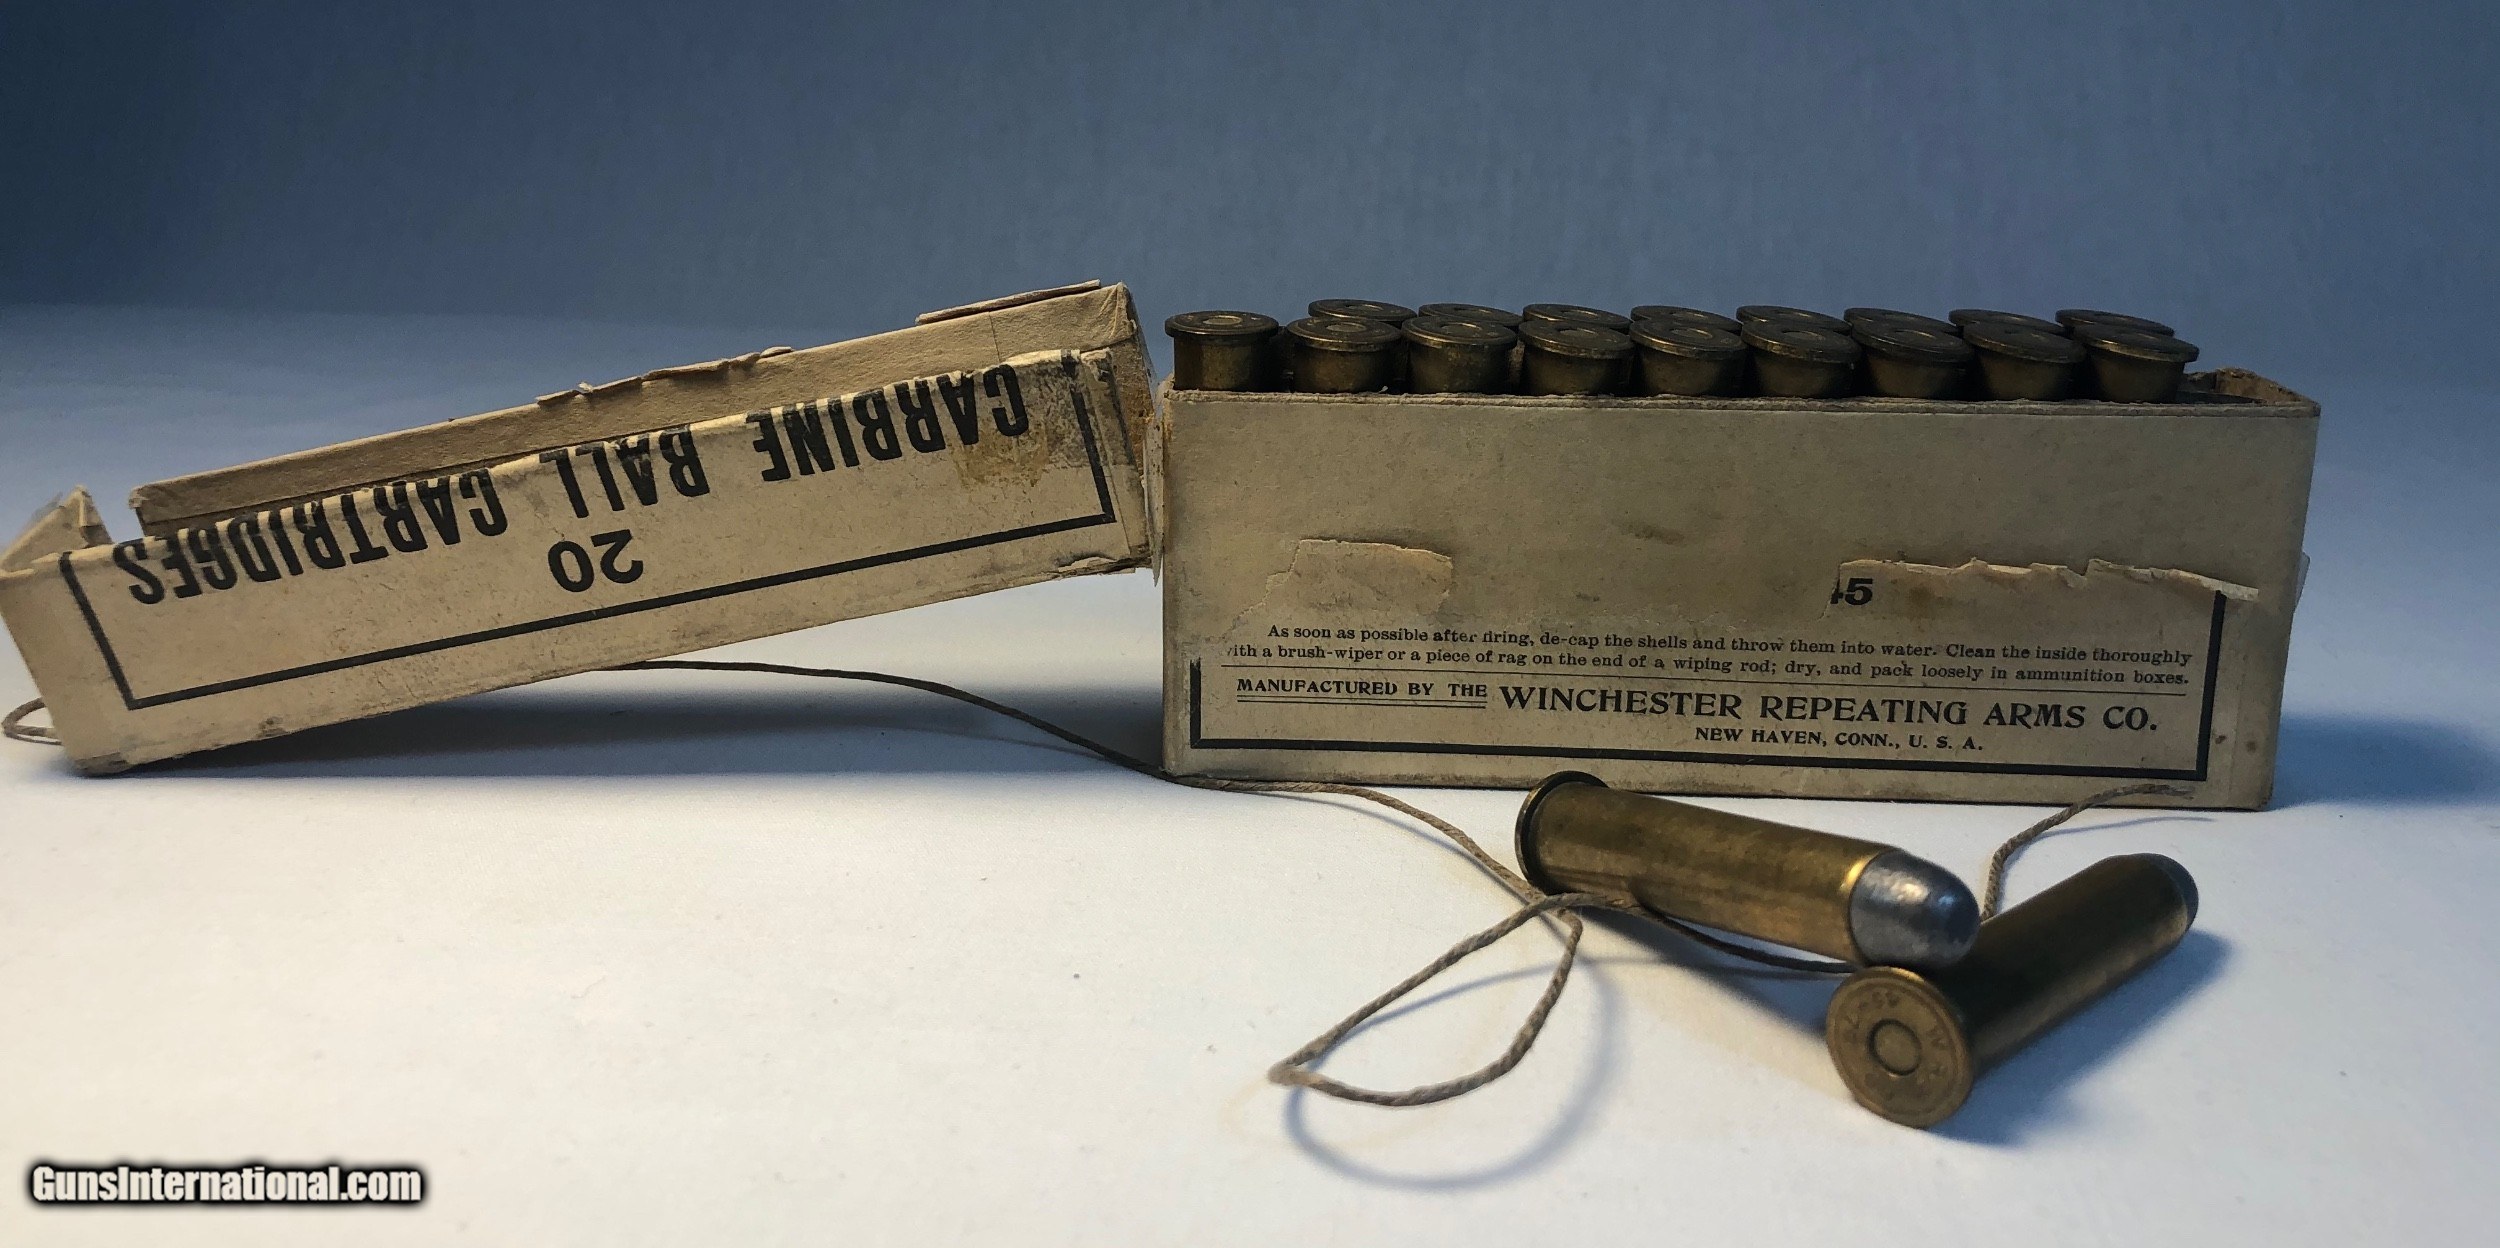 20
CARBINE BALL CARTRIDGES
45
As soon as possible after firing, de-cap the shells and throw them into water. Clean the inside thoroughly
ith a brush-wiper or a piece of rag on the end of a wiping rod; dry, and pack loosely in ammunition boxes.
MANUFACTURED BY THE WINCHESTER REPEATING ARMS CO.
NEW HAVEN, CONN., U. S. A.
GunsInternational.com